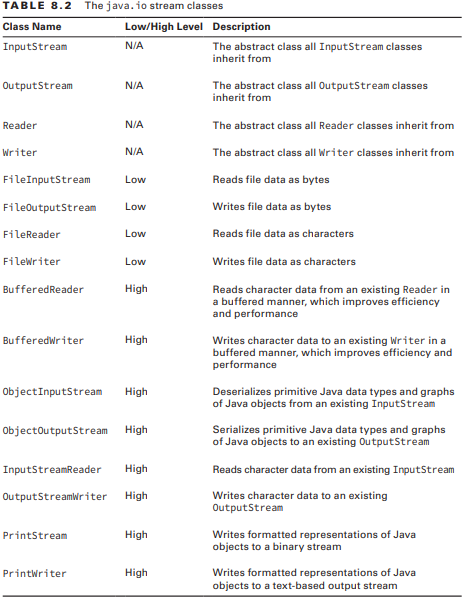 TABLE 8.2 The java.io stream classes
Class Name Low/High Level Description
InputStream N/A The abstract class all InputStream classes
inherit from
OutputStream N/A The abstract class all OutputStream classes
inherit from
Reader N/A The abstract class all Reader classes inherit from
Writer N/A The abstract class all Writer classes inherit from
FileInputStream Low Reads file data as bytes
FileOutputStream Low Writes file data as bytes
FileReader Low Reads file data as characters
FileWriter Low Writes file data as characters
BufferedReader High Reads character data from an existing Reader in
a buffered manner, which improves efficiency
and performance
BufferedWriter High Writes character data to an existing Writer in a
buffered manner, which improves efficiency and
performance
ObjectInputStream High Deserializes primitive Java data types and graphs
of Java objects from an existing InputStream
ObjectOutputStream High Serializes primitive Java data types and graphs
of Java objects to an existing OutputStream
InputStreamReader High Reads character data from an existing InputStream
OutputStreamWriter High Writes character data to an existing
OutputStream
PrintStream High Writes formatted representations of Java
objects to a binary stream
PrintWriter High Writes formatted representations of Java
objects to a text-based output stream